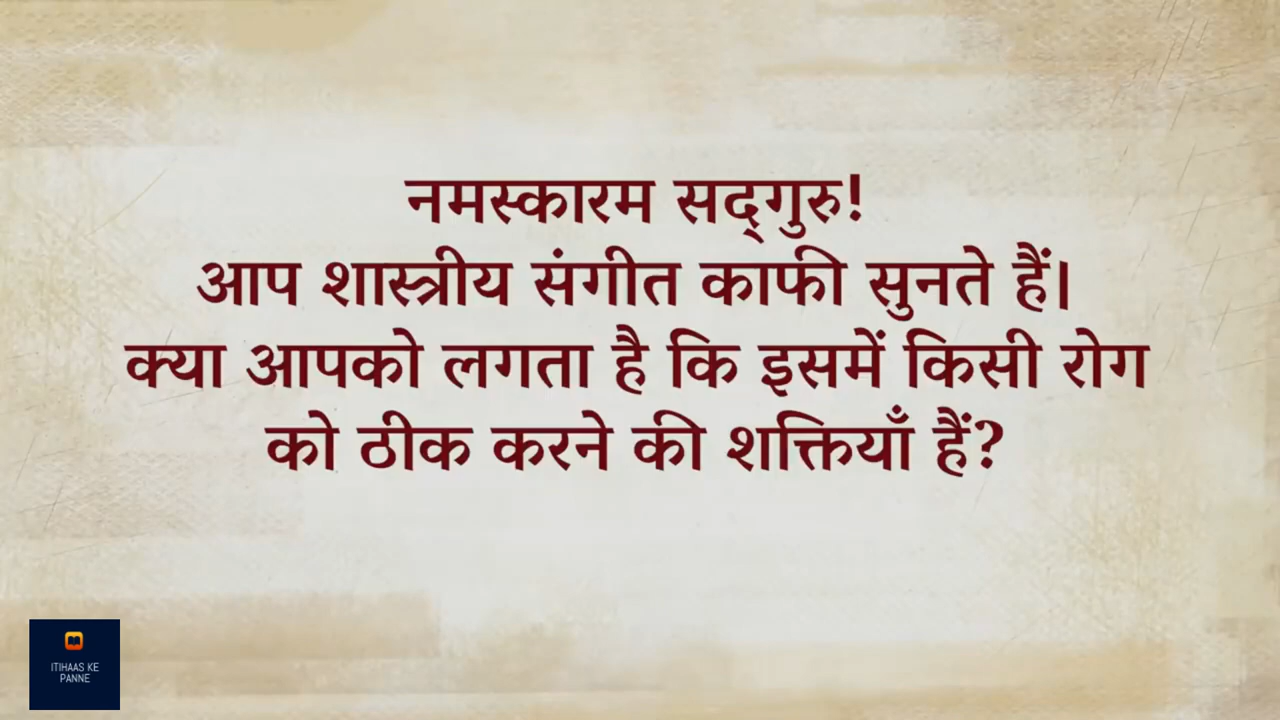 नमस्कारम सद्‌गुरु!
आप शास्त्रीय संगीत काफी सुनते हैं।
क्या आपको लगता है कि इसमें किसी रोग
को ठीक करने की शक्तियाँ हैं?
ITIHAAS KE
PANNE